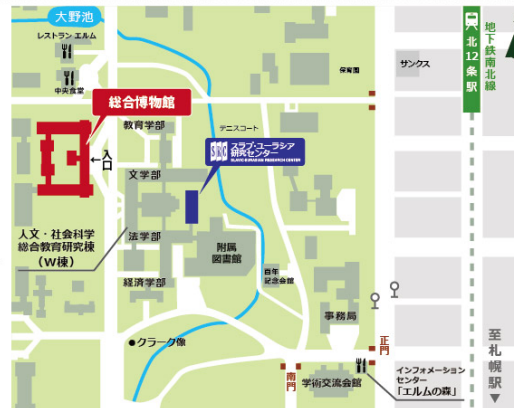 大野池
レストラン エルム
中央食堂
総合博物館
入口
教育学部
テニスコート
保育園
サンクス
北12条駅
地下鉄南北線
SRC
スラブ・ユーラシア
研究センター
SLAVIC-EURASIAN RESEARCH CENTER
文学部
人文・社会科学
総合教育研究棟
(W棟)
法学部
附属
図書館
百年
記念会館
経済学部
事務局
クラーク像
正門
南門
学術交流会館
インフォメーション
センター
「エルムの森」
至札幌駅